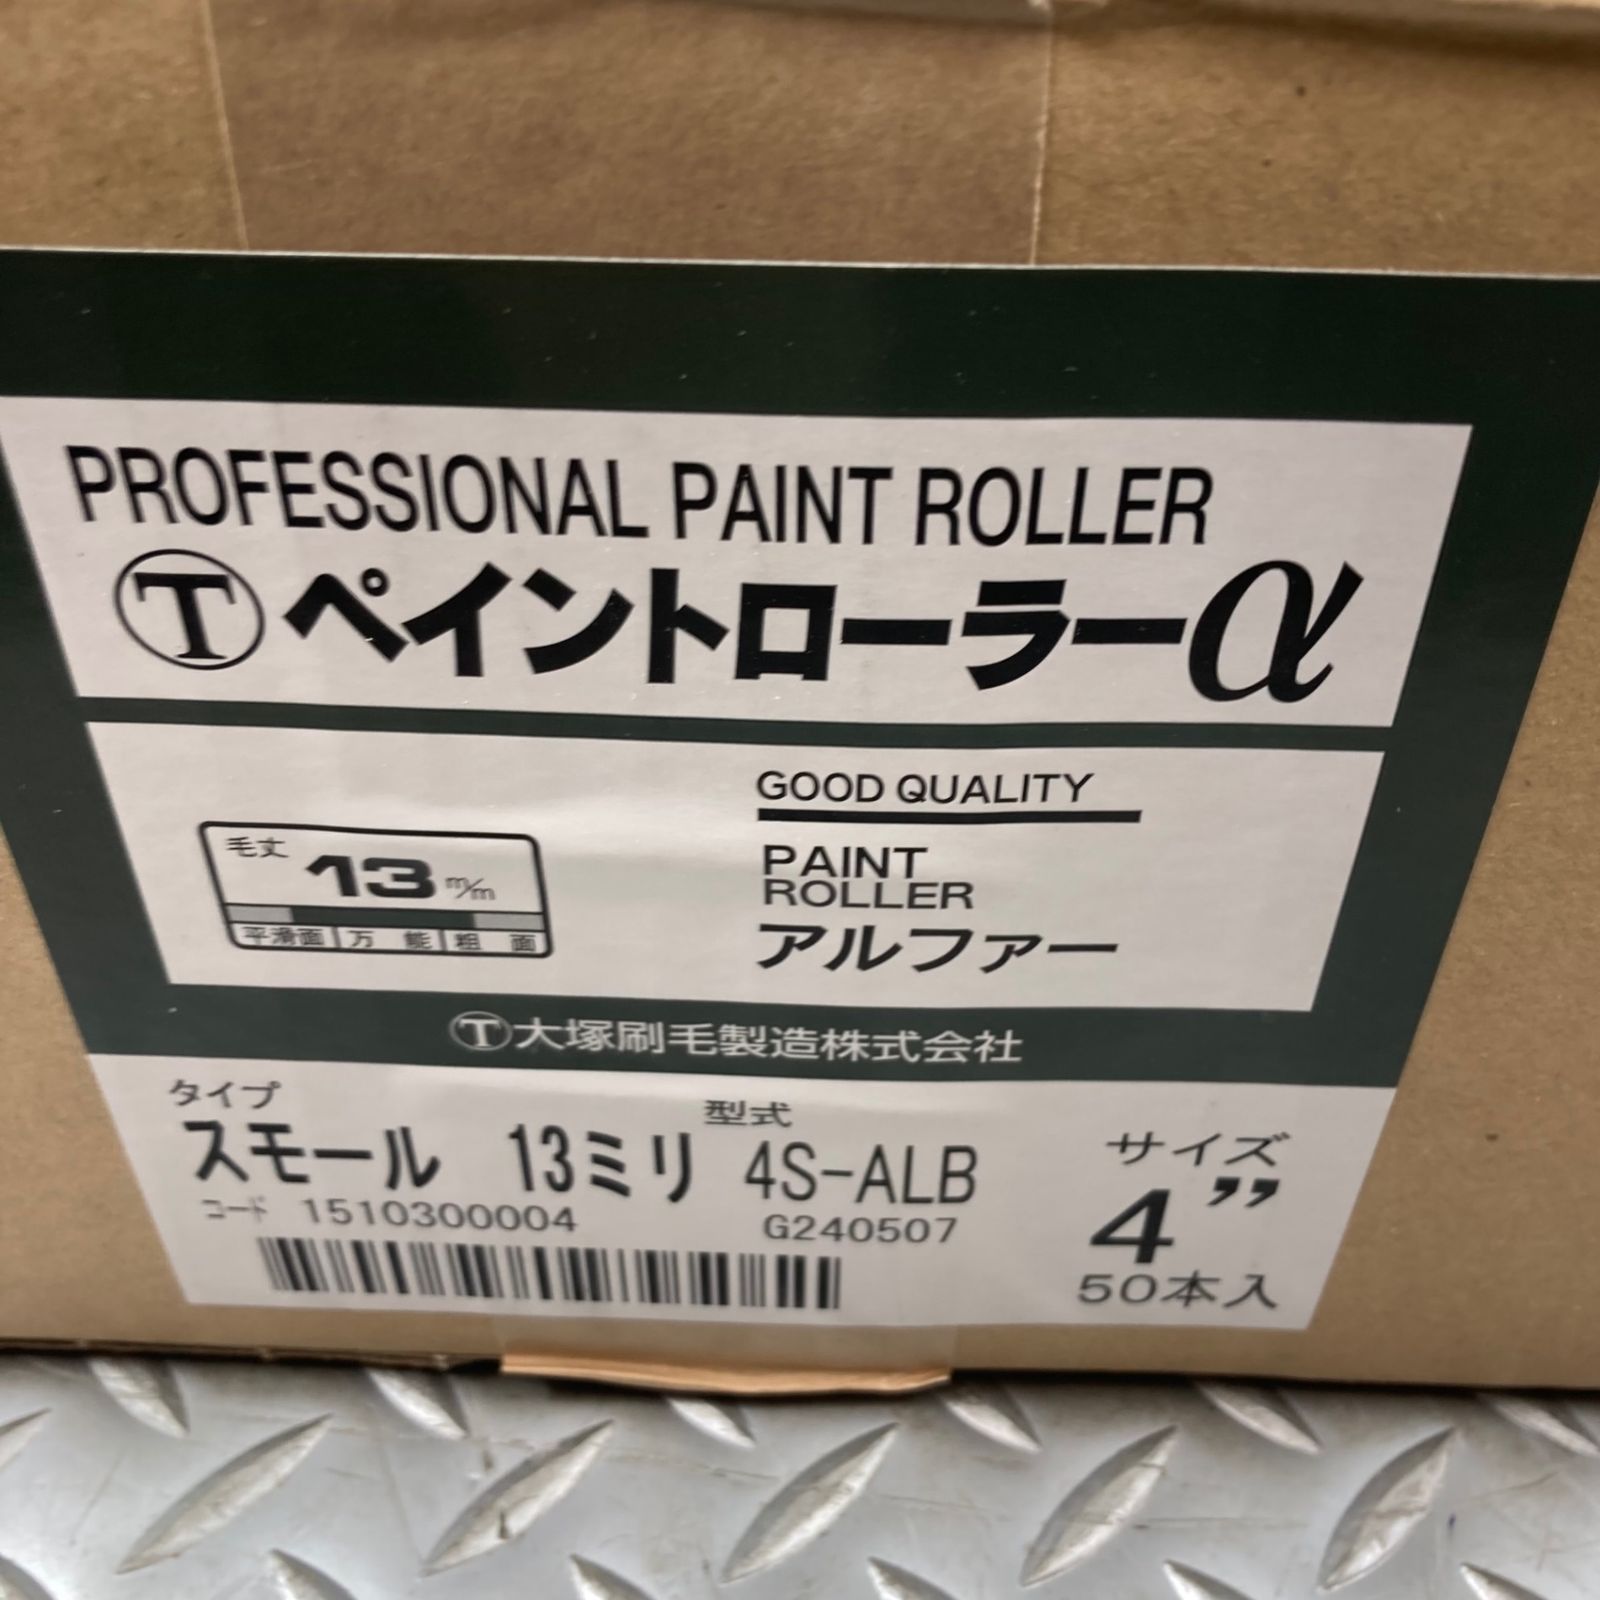 PROFESSIONAL PAINT ROLLER
Ⓣペイントローラーα
GOOD QUALITY
毛丈 13 m/m
平滑面 万能 粗面
PAINT
ROLLER
アルファー
Ⓣ大塚刷毛製造株式会社
タイプ 型式 サイズ
スモール 13ミリ 4S-ALB 4”
コード 1510300004 G240507
50本入